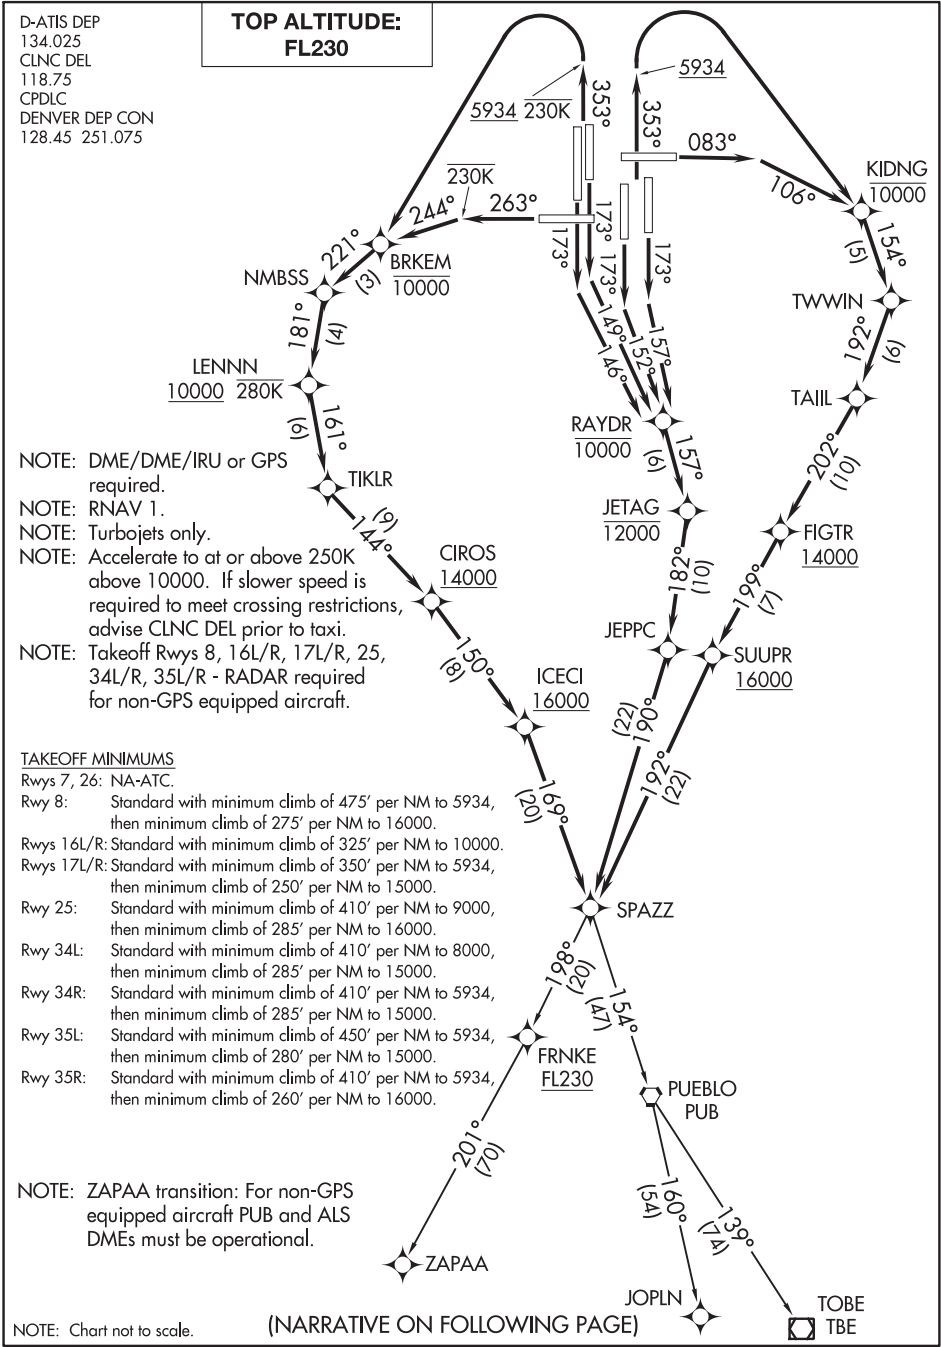 D-ATIS DEP
134.025
CLNC DEL
118.75
CPDLC
DENVER DEP CON
128.45 251.075
TOP ALTITUDE:
FL230
5934 230K
353°
353°
5934
083°
106°
KIDNG
10000
230K
263°
244°
BRKEM
10000
221°
(3)
NMBSS
181°
(4)
LENNN
10000 280K
161°
(9)
TIKLR
173°
173°
173°
173°
146°
149°
152°
157°
154°
(5)
TWWIN
192°
(6)
TAIIL
RAYDR
10000
157°
(6)
202°
(10)
JETAG
12000
FIGTR
14000
144°
(9)
CIROS
14000
182°
(10)
199°
(7)
JEPPC
SUUPR
16000
150°
(8)
ICECI
16000
190°
(22)
192°
(22)
169°
(20)
SPAZZ
198°
(20)
154°
(47)
FRNKE
FL230
PUEBLO
PUB
201°
(70)
160°
(54)
139°
(74)
ZAPAA
JOPLN
TOBE
TBE
NOTE: DME/DME/IRU or GPS
required.
NOTE: RNAV 1.
NOTE: Turbojets only.
NOTE: Accelerate to at or above 250K
above 10000. If slower speed is
required to meet crossing restrictions,
advise CLNC DEL prior to taxi.
NOTE: Takeoff Rwys 8, 16L/R, 17L/R, 25,
34L/R, 35L/R - RADAR required
for non-GPS equipped aircraft.
TAKEOFF MINIMUMS
Rwys 7, 26: NA-ATC.
Rwy 8: Standard with minimum climb of 475' per NM to 5934,
then minimum climb of 275' per NM to 16000.
Rwys 16L/R: Standard with minimum climb of 325' per NM to 10000.
Rwys 17L/R: Standard with minimum climb of 350' per NM to 5934,
then minimum climb of 250' per NM to 15000.
Rwy 25: Standard with minimum climb of 410' per NM to 9000,
then minimum climb of 285' per NM to 16000.
Rwy 34L: Standard with minimum climb of 410' per NM to 8000,
then minimum climb of 285' per NM to 15000.
Rwy 34R: Standard with minimum climb of 410' per NM to 5934,
then minimum climb of 285' per NM to 15000.
Rwy 35L: Standard with minimum climb of 450' per NM to 5934,
then minimum climb of 280' per NM to 15000.
Rwy 35R: Standard with minimum climb of 410' per NM to 5934,
then minimum climb of 260' per NM to 16000.
NOTE: ZAPAA transition: For non-GPS
equipped aircraft PUB and ALS
DMEs must be operational.
NOTE: Chart not to scale.
(NARRATIVE ON FOLLOWING PAGE)